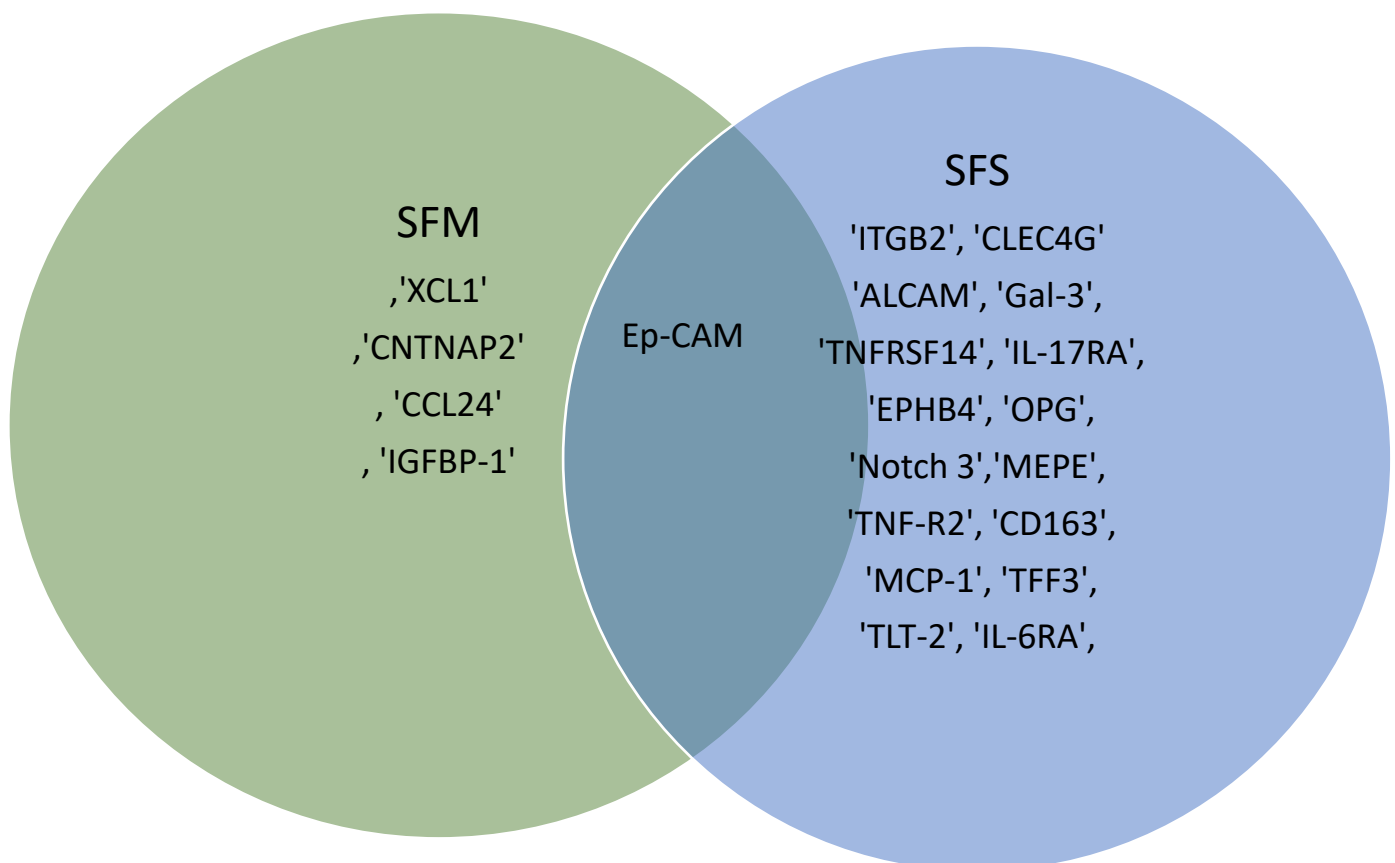 SFM
,'XCL1'
,'CNTNAP2'
, 'CCL24'
, 'IGFBP-1'
Ep-CAM
SFS
'ITGB2', 'CLEC4G'
'ALCAM', 'Gal-3',
'TNFRSF14', 'IL-17RA',
'EPHB4', 'OPG',
'Notch 3','MEPE',
'TNF-R2', 'CD163',
'MCP-1', 'TFF3',
'TLT-2', 'IL-6RA',